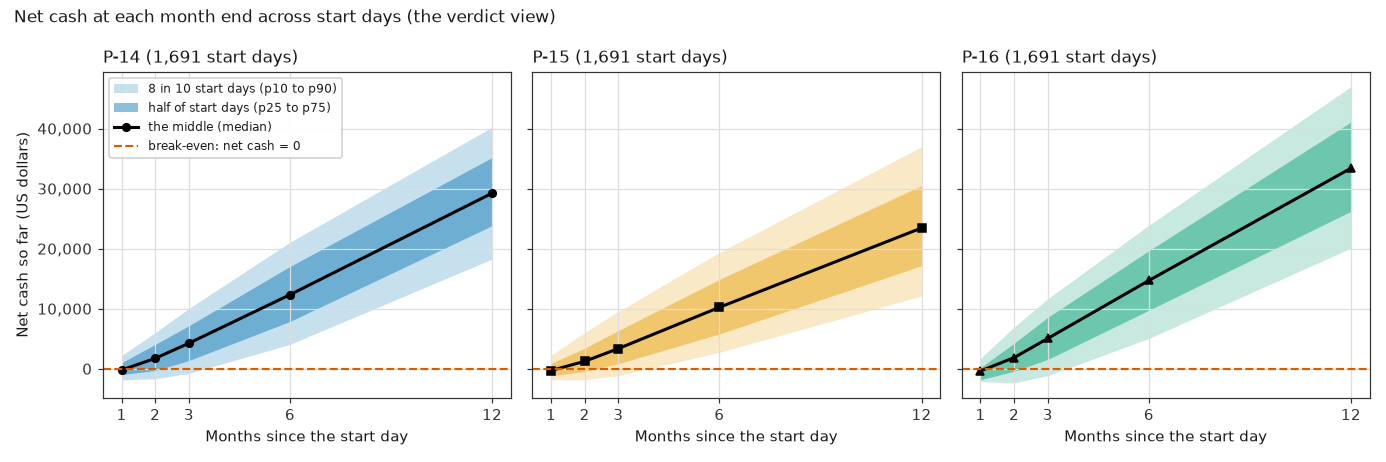 Net cash at each month end across start days (the verdict view)
P-14 (1,691 start days)
P-15 (1,691 start days)
P-16 (1,691 start days)
8 in 10 start days (p10 to p90)
half of start days (p25 to p75)
the middle (median)
break-even: net cash = 0
Net cash so far (US dollars)
40,000
30,000
20,000
10,000
0
1 2 3 6 12
1 2 3 6 12
1 2 3 6 12
Months since the start day
Months since the start day
Months since the start day